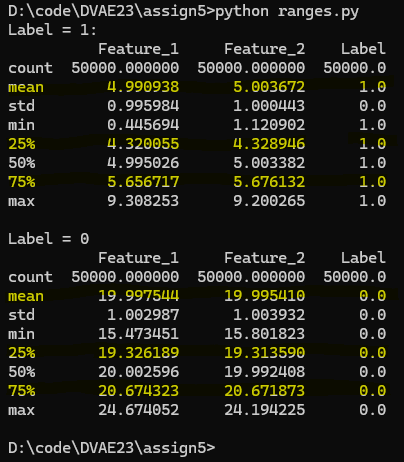 D:\code\DVAE23\assign5>python ranges.py
Label = 1:
Feature_1 Feature_2 Label
count 50000.000000 50000.000000 50000.0
mean 4.990938 5.003672 1.0
std 0.995984 1.000443 0.0
min 0.445694 1.120902 1.0
25% 4.320055 4.328946 1.0
50% 4.995026 5.003382 1.0
75% 5.656717 5.676132 1.0
max 9.308253 9.200265 1.0
Label = 0
Feature_1 Feature_2 Label
count 50000.000000 50000.000000 50000.0
mean 19.997544 19.995410 0.0
std 1.002987 1.003932 0.0
min 15.473451 15.801823 0.0
25% 19.326189 19.313590 0.0
50% 20.002596 19.992408 0.0
75% 20.674323 20.671873 0.0
max 24.674052 24.194225 0.0
D:\code\DVAE23\assign5>